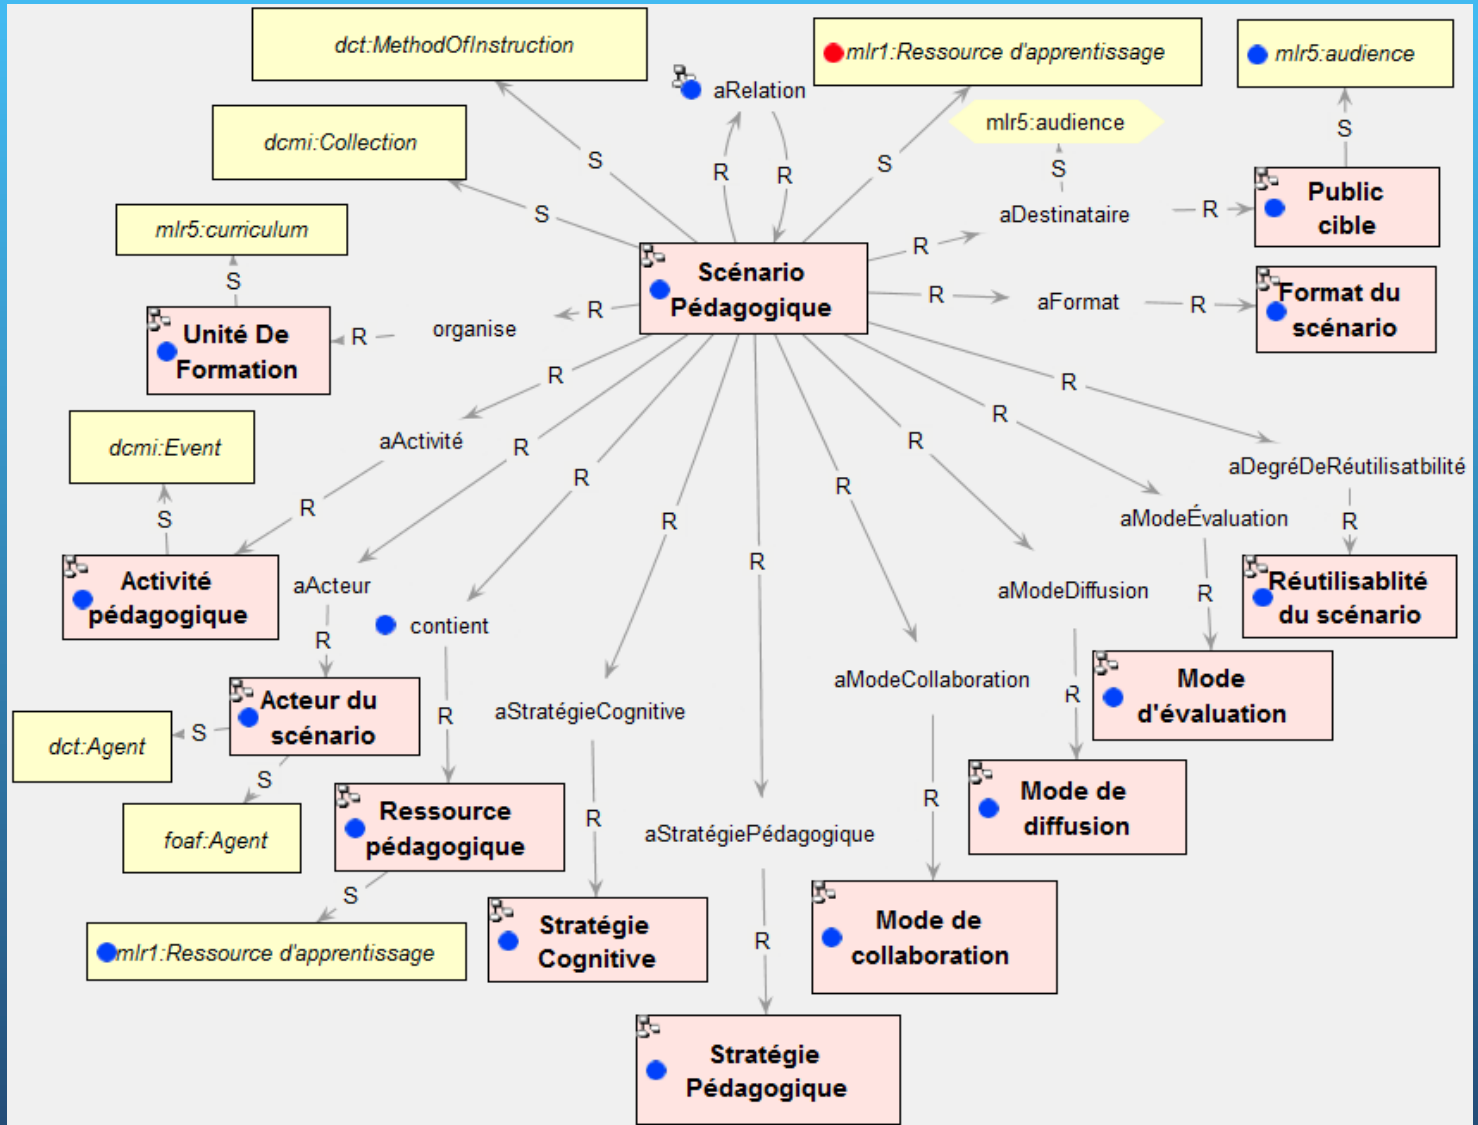 dct:MethodOfInstruction
mlr1:Ressource d'apprentissage
mlr5:audience
aRelation
dcmi:Collection
mlr5:audience
S
S
R
R
S
S
S
Public
cible
mlr5:curriculum
S
aDestinataire
R
R
Scénario
Pédagogique
S
Unité De
Formation
R
organise
R
R
aFormat
R
Format du
scénario
R
R
R
dcmi:Event
aActivité
R
R
R
aDegréDeRéutilisatbilité
R
R
R
S
R
aModeÉvaluation
R
R
Activité
pédagogique
aActeur
contient
aModeDiffusion
R
Réutilisablité
du scénario
R
Acteur du
scénario
aModeCollaboration
Mode
d'évaluation
R
dct:Agent
S
R
aStratégieCognitive
S
foaf:Agent
Ressource
pédagogique
R
aStratégiePédagogique
R
Mode de
diffusion
S
mlr1:Ressource d'apprentissage
Stratégie
Cognitive
R
Mode de
collaboration
Stratégie
Pédagogique